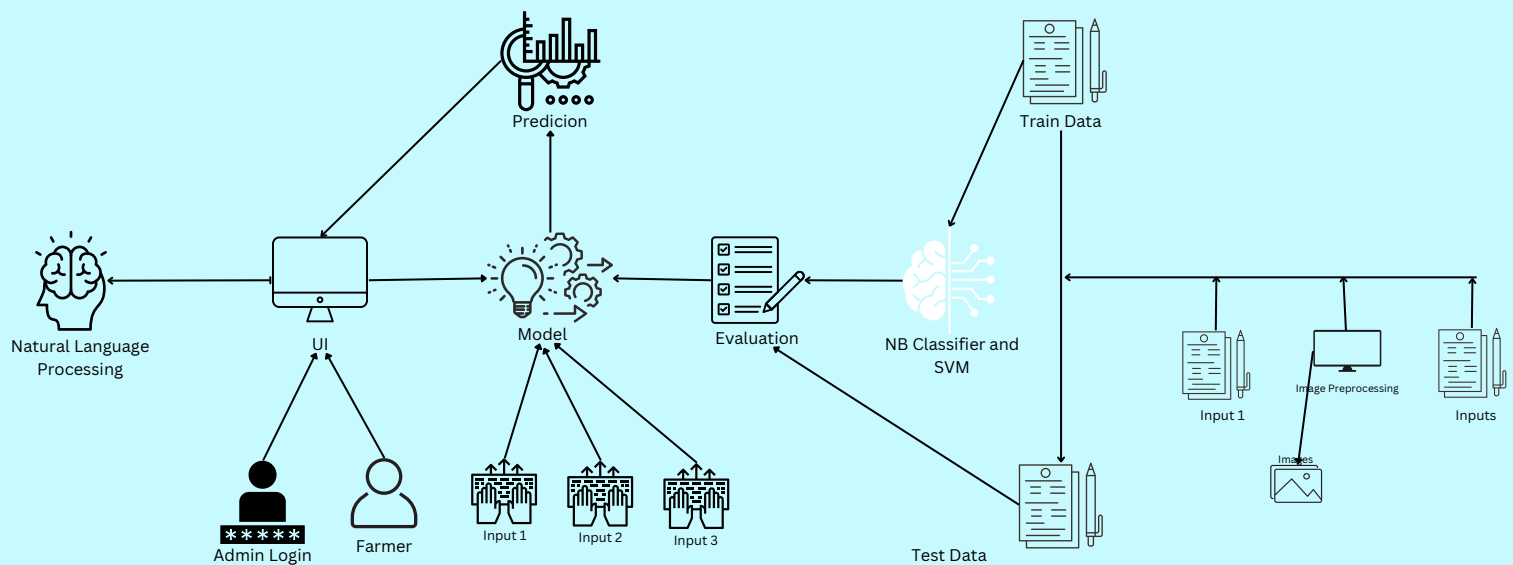 Predicion
Train Data
Natural Language
Processing
UI
Model
Evaluation
NB Classifier and
SVM
Image Preprocessing
Input 1
Inputs
Images
Input 1
Input 2
Input 3
*****
Admin Login
Farmer
Test Data